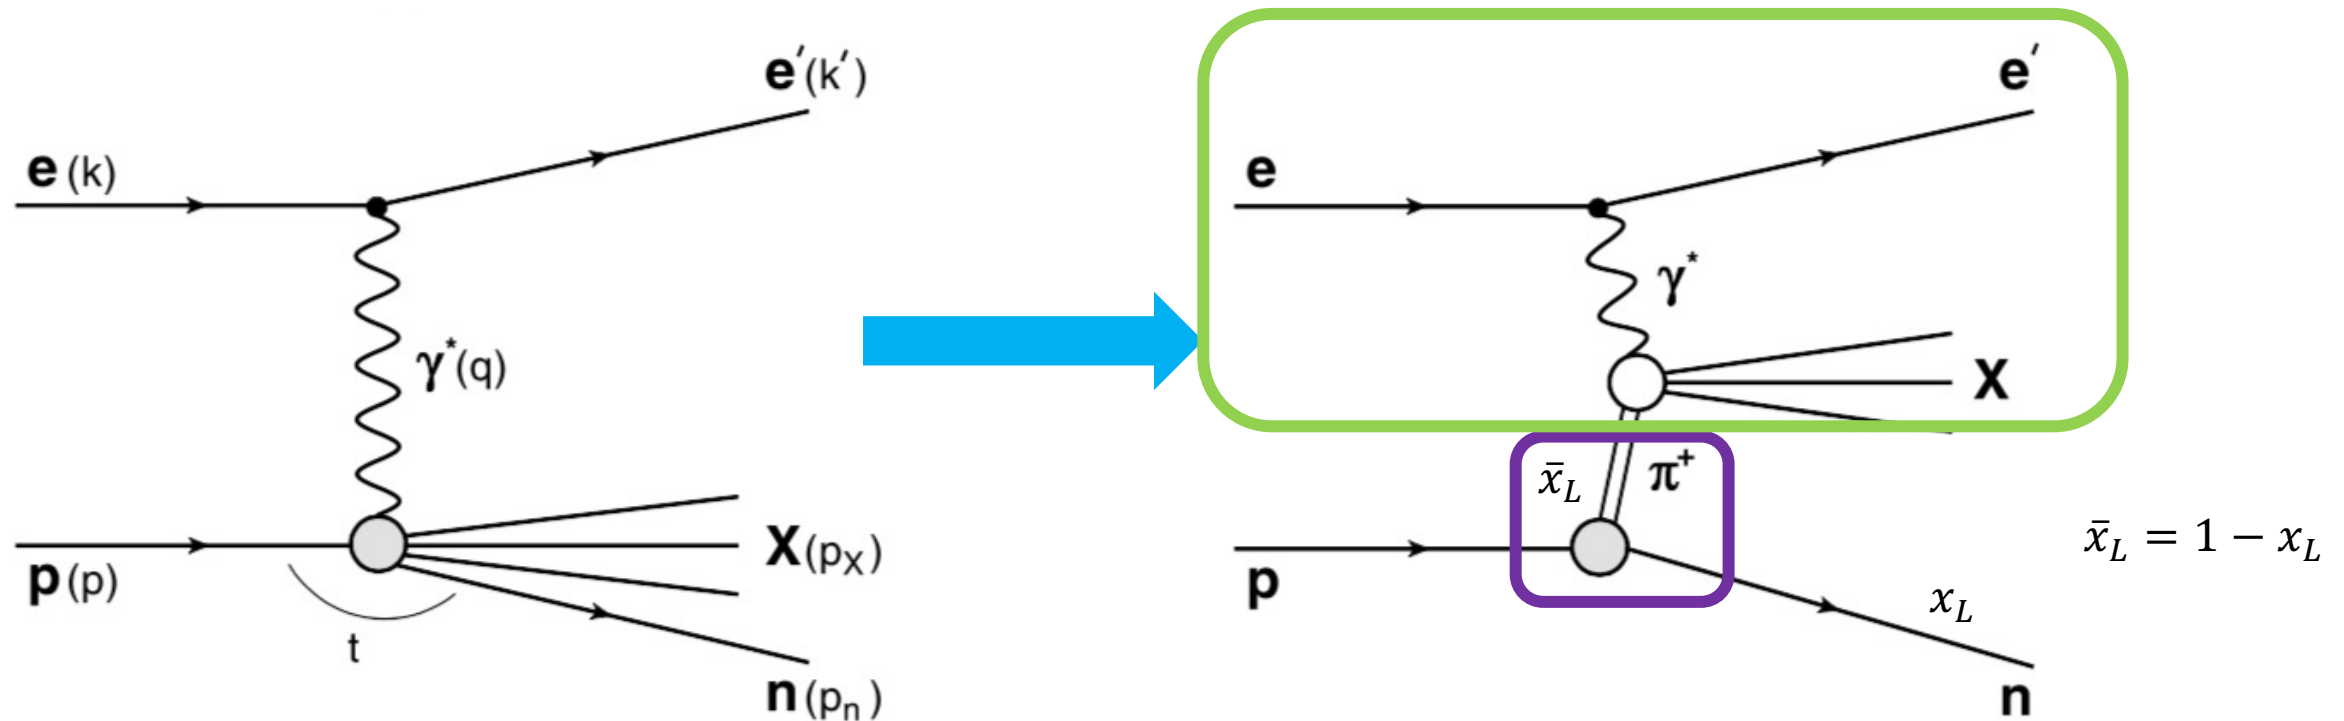 e′(k′)
e (k)
γ*(q)
p (p)
X(pX)
t
n (pn)
e′
e
γ*
X
x̄L
π+
x̄L = 1 − xL
p
xL
n